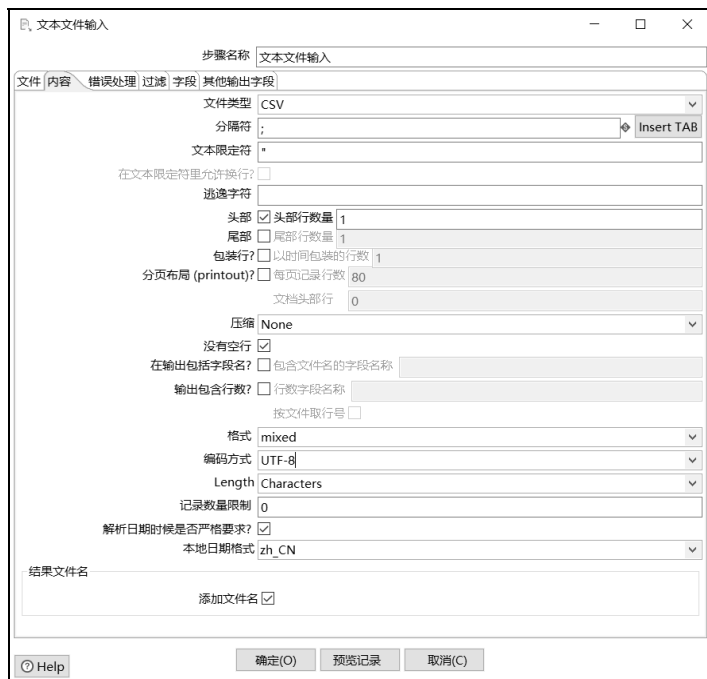 文本文件输入
步骤名称 文本文件输入
文件 内容 错误处理 过滤 字段 其他输出字段
文件类型 CSV
分隔符 ; Insert TAB
文本限定符 "
在文本限定符里允许换行?
逃逸字符
头部 头部行数量 1
尾部 尾部行数量 1
包装行? 以时间包装的行数 1
分页布局 (printout)? 每页记录行数 80
文档头部行 0
压缩 None
没有空行
在输出包括字段名? 包含文件名的字段名称
输出包含行数? 行数字段名称
按文件取行号
格式 mixed
编码方式 UTF-8
Length Characters
记录数量限制 0
解析日期时候是否严格要求?
本地日期格式 zh_CN
结果文件名
添加文件名
Help 确定(O) 预览记录 取消(C)